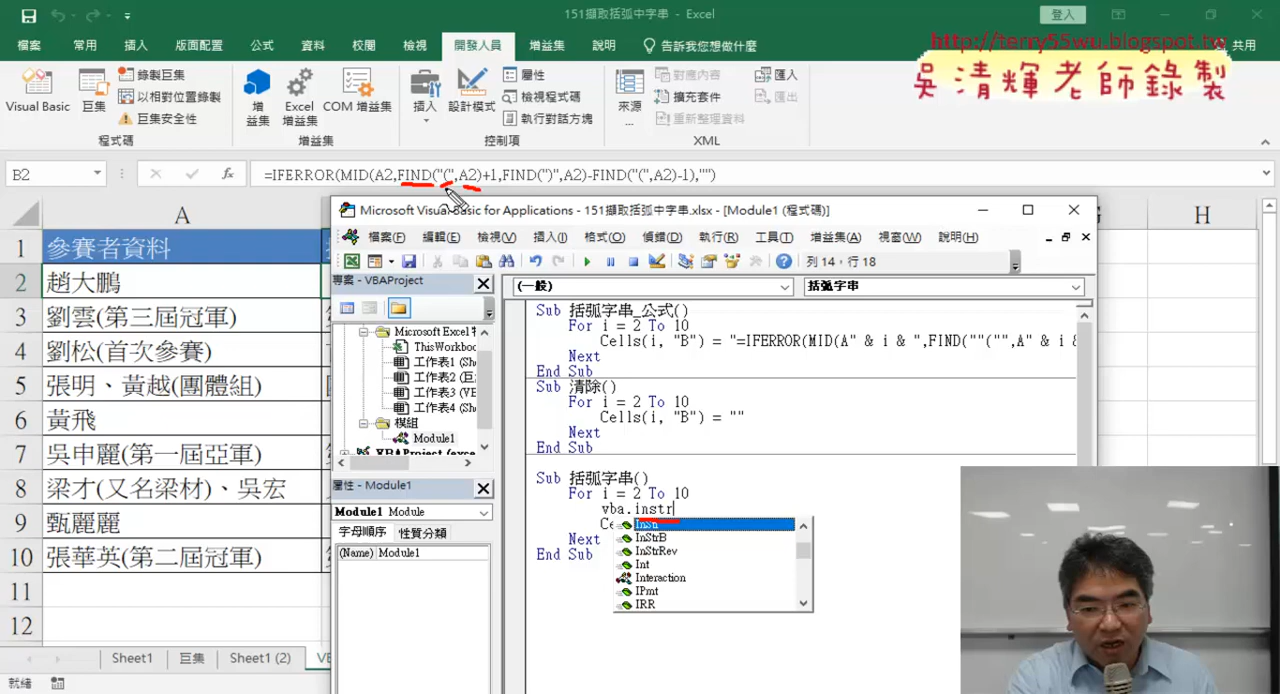 151擷取括弧中字串 - Excel
登入
檔案 常用 插入 版面配置 公式 資料 校閱 檢視 開發人員 增益集 說明 告訴我您想做什麼 共用
http://terry55wu.blogspot.tw
吳清輝老師錄製
Visual Basic 巨集 錄製巨集 以相對位置錄製 巨集安全性 程式碼
增益集 Excel 增益集 COM 增益集 增益集
插入 設計模式 屬性 檢視程式碼 執行對話方塊 控制項
來源 對應內容 擴充套件 重新整理資料 匯入 匯出 XML
B2 fx =IFERROR(MID(A2,FIND("(",A2)+1,FIND(")",A2)-FIND("(",A2)-1),"")
A H
1 參賽者資料
2 趙大鵬
3 劉雲(第三屆冠軍)
4 劉松(首次參賽)
5 張明、黃越(團體組)
6 黃飛
7 吳申麗(第一屆亞軍)
8 梁才(又名梁材)、吳宏
9 甄麗麗
10 張華英(第二屆冠軍)
11
12
Sheet1 巨集 Sheet1 (2) VB
就緒
Microsoft Visual Basic for Applications - 151擷取括弧中字串.xlsx - [Module1 (程式碼)]
檔案(F) 編輯(E) 檢視(V) 插入(I) 格式(O) 偵錯(D) 執行(R) 工具(T) 增益集(A) 視窗(W) 說明(H)
列 14，行 18
專案 - VBAProject
Microsoft Excel
ThisWorkboo
工作表1 (She
工作表2 (巨
工作表3 (VE
工作表4 (She
模組
Module1
VBAProject (exce
屬性 - Module1
Module1 Module
字母順序 性質分類
(Name) Module1
(一般) 括弧字串
Sub 括弧字串_公式()
For i = 2 To 10
Cells(i, "B") = "=IFERROR(MID(A" & i & ",FIND(""("",A" & i &
Next
End Sub
Sub 清除()
For i = 2 To 10
Cells(i, "B") = ""
Next
End Sub
Sub 括弧字串()
For i = 2 To 10
vba.instr
Ce
Next
End Sub
InStr
InStrB
InStrRev
Int
Interaction
IPmt
IRR